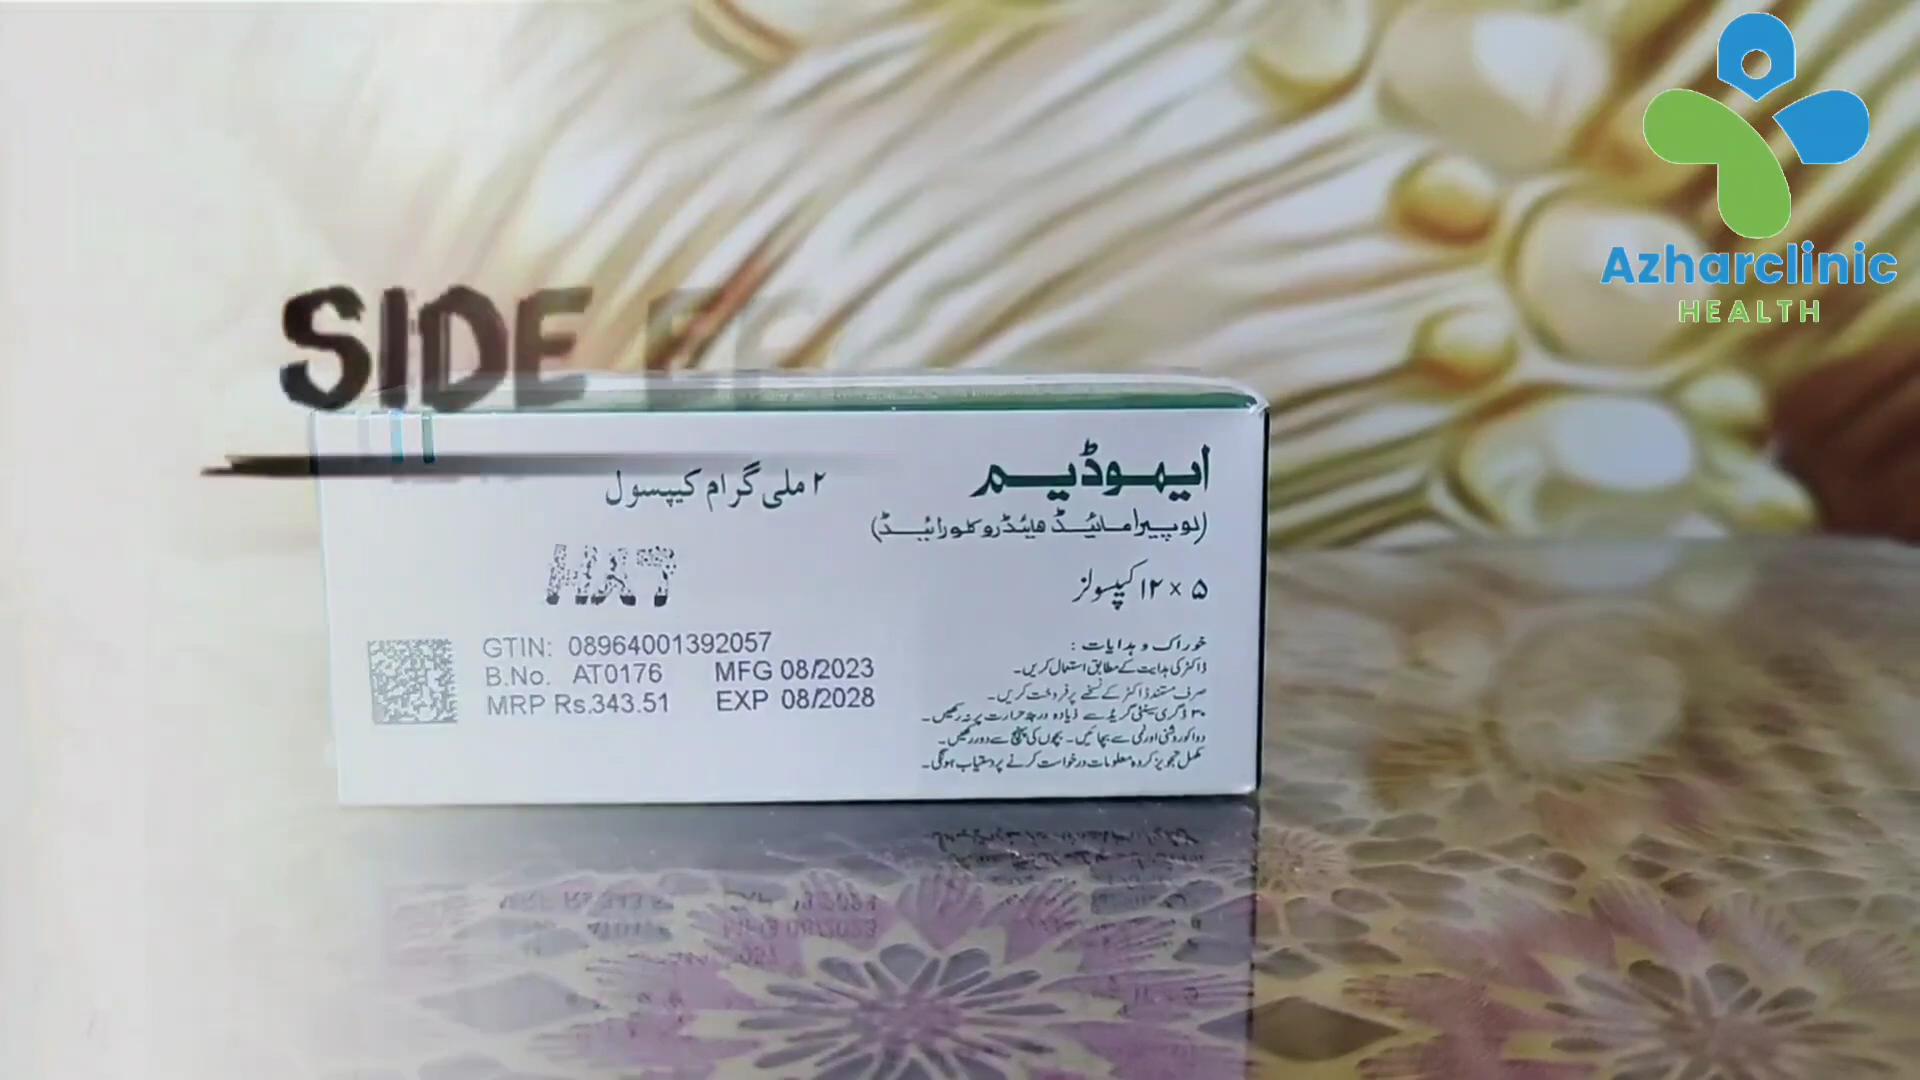 Azharclinic
HEALTH
SIDE
ایموڈیم
۲ ملی گرام کیپسول
(لوپیرامائیڈ ھائیڈروکلورائیڈ)
۵ × ۱۲ کیپسولز
GTIN: 08964001392057
B.No. AT0176 MFG 08/2023
MRP Rs.343.51 EXP 08/2028
خوراک و ہدایات :
ڈاکٹر کی ہدایت کے مطابق استعمال کریں۔
صرف مستند ڈاکٹر کے نسخے پر فروخت کریں۔
۳۰ ڈگری سینٹی گریڈ سے زیادہ درجہ حرارت پر نہ رکھیں۔
دوا کو روشنی اور نمی سے بچائیں۔ بچوں کی پہنچ سے دور رکھیں۔
مکمل تجویز کردہ معلومات درخواست کرنے پر دستیاب ہونگی۔